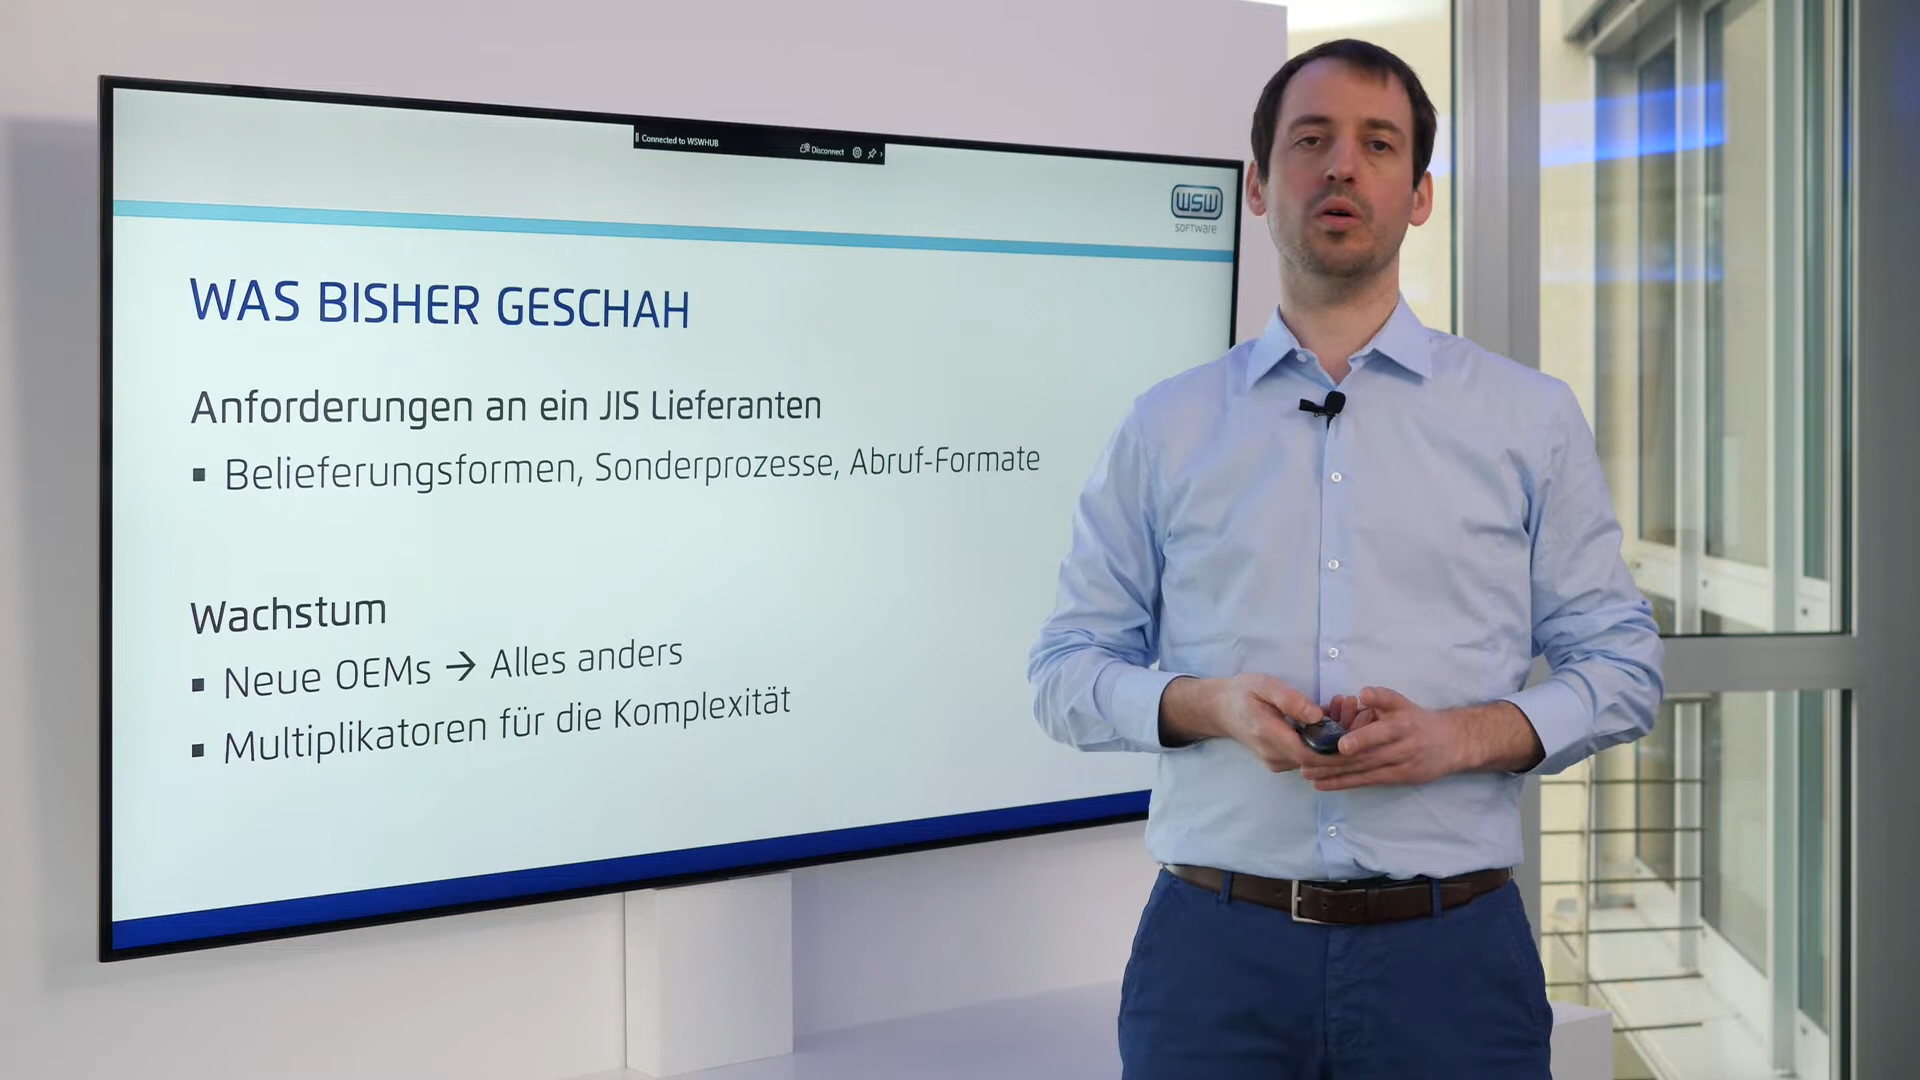 Connected to WSWHUB
Disconnect
WSW
SOFTWARE
WAS BISHER GESCHAH
Anforderungen an ein JIS Lieferanten
▪ Belieferungsformen, Sonderprozesse, Abruf-Formate
Wachstum
▪ Neue OEMs → Alles anders
▪ Multiplikatoren für die Komplexität